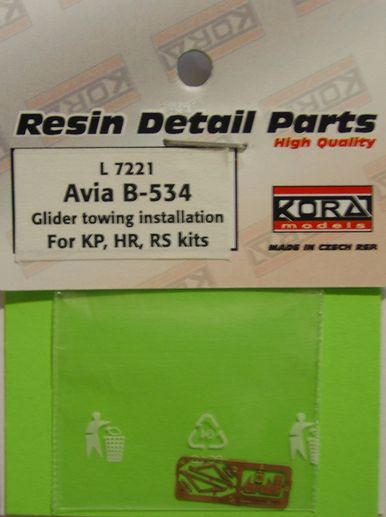 Resin Detail Parts
High Quality
L 7221
Avia B-534
Glider towing installation
For KP, HR, RS kits
KORA
models
MADE IN CZECH REP.